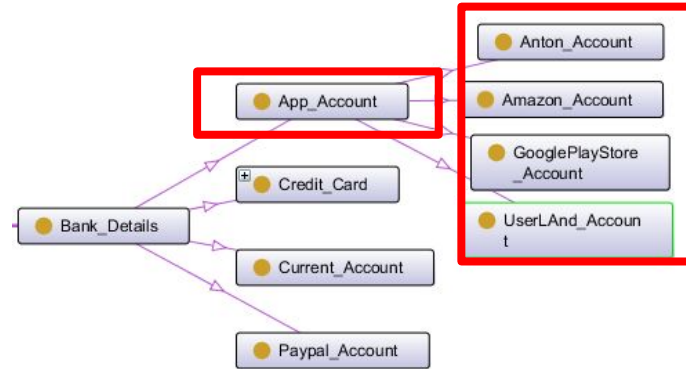 Anton_Account
App_Account
Amazon_Account
GooglePlayStore
_Account
Credit_Card
UserLAnd_Accoun
t
Bank_Details
Current_Account
Paypal_Account